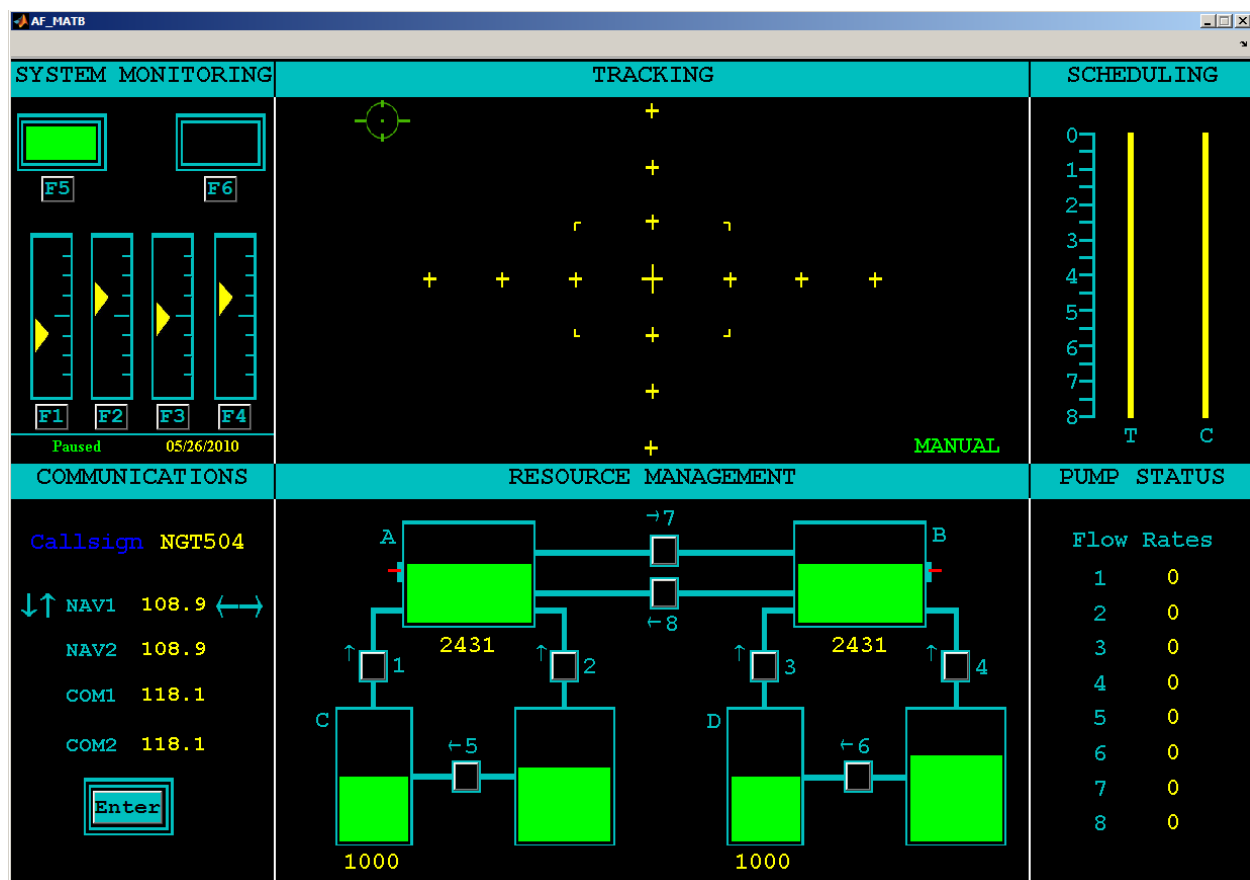 AF_MATB
SYSTEM MONITORING
F5 F6
F1 F2 F3 F4
Paused 05/26/2010
TRACKING
MANUAL
SCHEDULING
0
1
2
3
4
5
6
7
8
T C
COMMUNICATIONS
Callsign NGT504
↓↑ NAV1 108.9 ←→
NAV2 108.9
COM1 118.1
COM2 118.1
Enter
RESOURCE MANAGEMENT
→7
A B
←8
2431 2431
↑ 1 ↑ 2 ↑ 3 ↑ 4
C D
←5 ←6
1000 1000
PUMP STATUS
Flow Rates
1 0
2 0
3 0
4 0
5 0
6 0
7 0
8 0